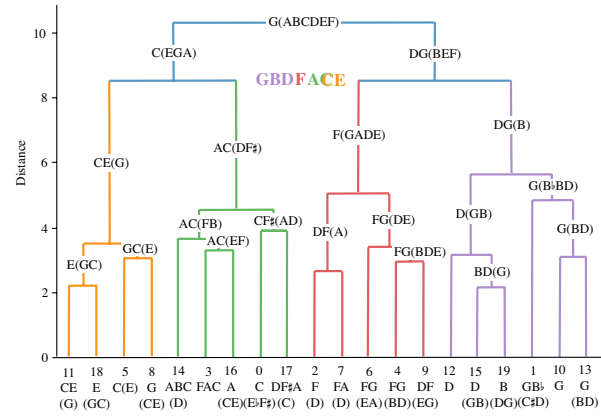 G(ABCDEF)
10
C(EGA)
DG(BEF)
GBDFACCE
8
DG(B)
F(GADE)
AC(DF♯)
CE(G)
6
Distance
G(B♭BD)
D(GB)
FG(DE)
CF♯(AD)
AC(FB)
G(BD)
4
DF(A)
AC(EF)
GC(E)
FG(BDE)
E(GC)
BD(G)
2
0
11 18 5 8 14 3 16 0 17 2 7 6 4 9 12 15 19 1 10 13
CE E C(E) G ABC FAC A C DF♯A F FA FG FG DF D D B GB♭ G G
(G) (GC) (CE) (D) (CE) (E♭F♯) (C) (D) (D) (EA) (BD) (EG) (GB) (DG) (C♯D) (BD)